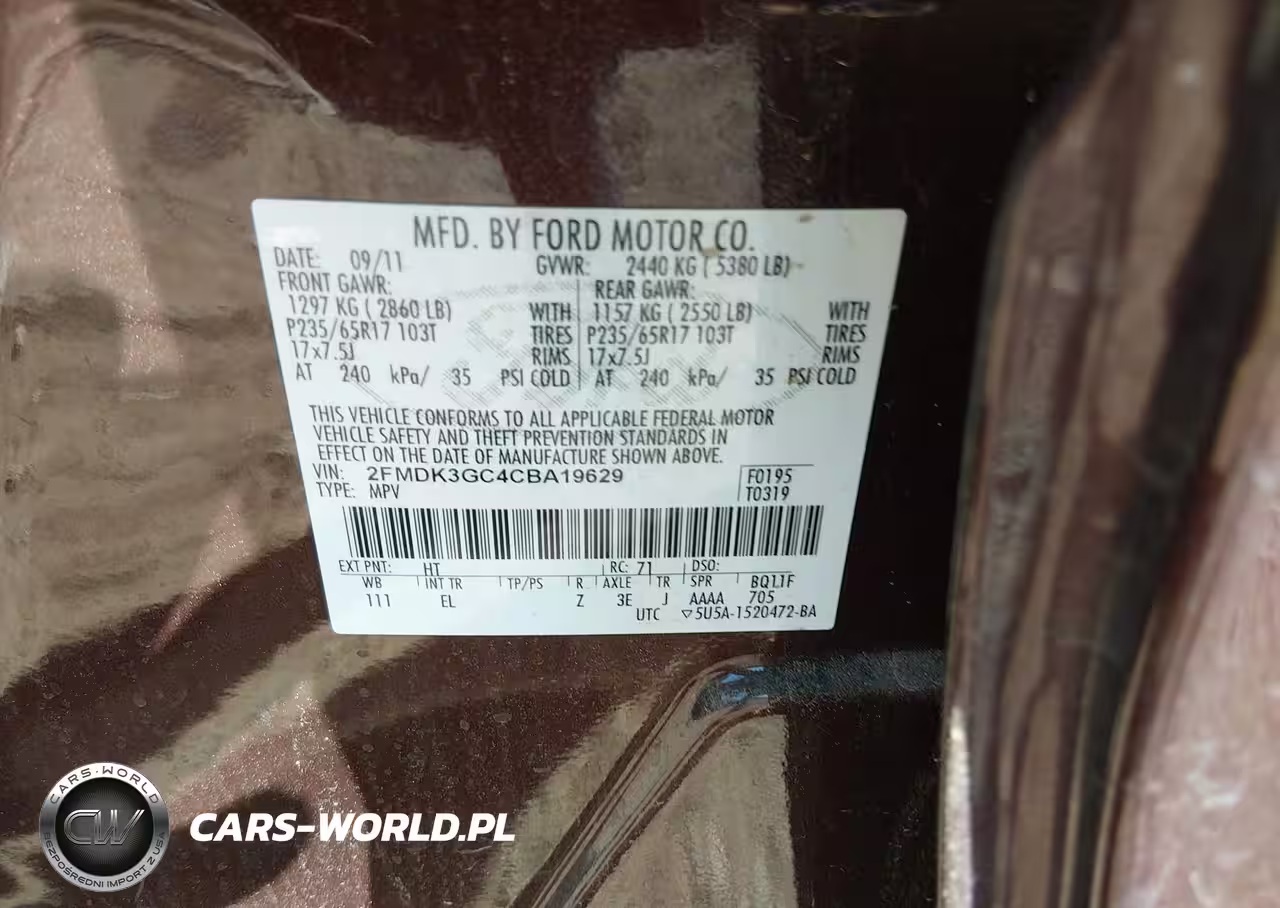 MFD. BY FORD MOTOR CO.
DATE: 09/11 GVWR: 2440 KG ( 5380 LB)
FRONT GAWR: REAR GAWR:
1297 KG ( 2860 LB) WITH 1157 KG ( 2550 LB) WITH
P235/65R17 103T TIRES P235/65R17 103T TIRES
17x7.5J RIMS 17x7.5J RIMS
AT 240 kPa/ 35 PSI COLD AT 240 kPa/ 35 PSI COLD
THIS VEHICLE CONFORMS TO ALL APPLICABLE FEDERAL MOTOR
VEHICLE SAFETY AND THEFT PREVENTION STANDARDS IN
EFFECT ON THE DATE OF MANUFACTURE SHOWN ABOVE.
VIN: 2FMDK3GC4CBA19629 F0195
TYPE: MPV T0319
EXT PNT: HT RC: 71 DSO:
WB INT TR TP/PS R AXLE TR SPR BQ1.1F
111 EL Z 3E J AAAA 705
UTC ▽5U5A-1520472-BA
CARS-WORLD
CW
BEZPOŚREDNI IMPORT Z USA
CARS-WORLD.PL